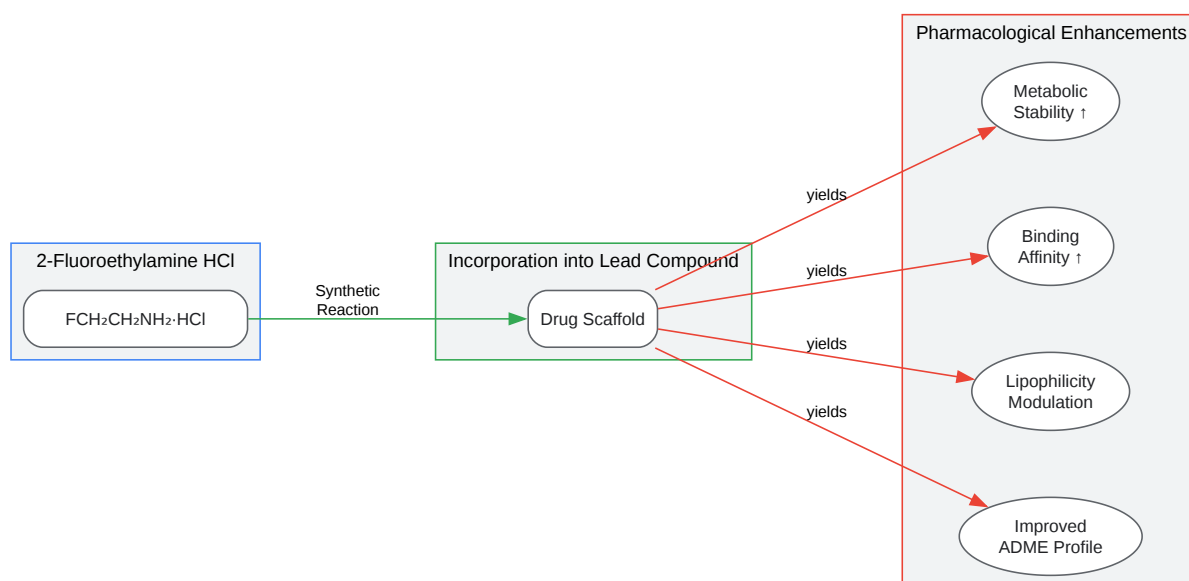 2-Fluoroethylamine HCl
FCH₂CH₂NH₂·HCl
Synthetic
Reaction
Incorporation into Lead Compound
Drug Scaffold
yields
yields
yields
yields
Pharmacological Enhancements
Metabolic
Stability ↑
Binding
Affinity ↑
Lipophilicity
Modulation
Improved
ADME Profile